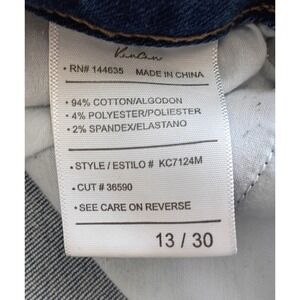 KanCan
• RN# 144635 MADE IN CHINA
• 94% COTTON/ALGODON
• 4% POLYESTER/POLIESTER
• 2% SPANDEX/ELASTANO
• STYLE / ESTILO # KC7124M
• CUT # 36590
• SEE CARE ON REVERSE
13 / 30